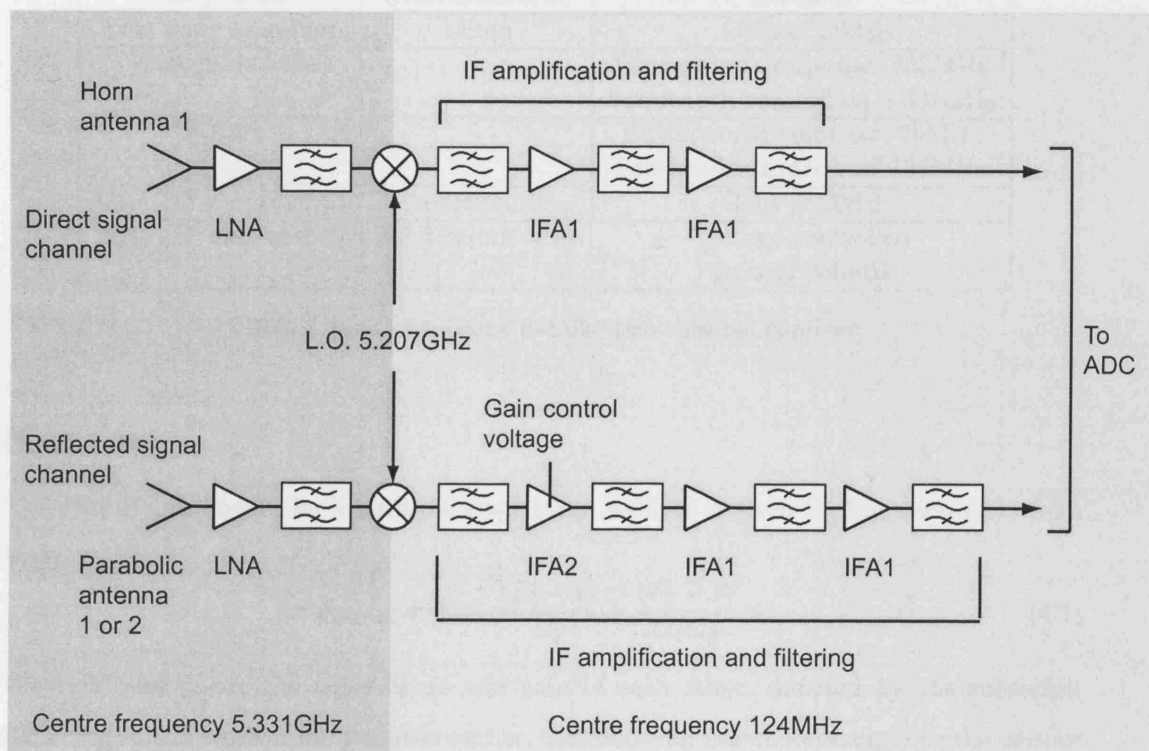 IF amplification and filtering
Horn
antenna 1
Direct signal
channel
LNA
IFA1
IFA1
L.O. 5.207GHz
To
ADC
Gain control
voltage
Reflected signal
channel
Parabolic
antenna
1 or 2
LNA
IFA2
IFA1
IFA1
IF amplification and filtering
Centre frequency 5.331GHz
Centre frequency 124MHz